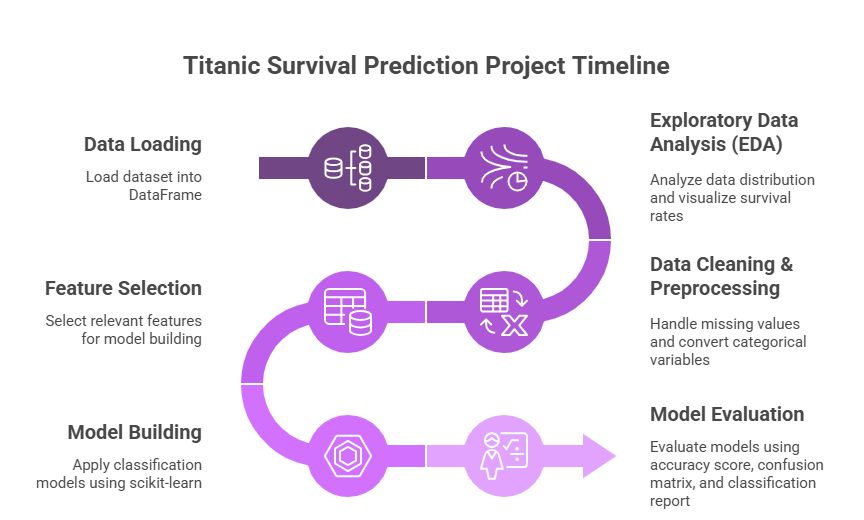 Titanic Survival Prediction Project Timeline
Data Loading
Load dataset into
DataFrame
Exploratory Data
Analysis (EDA)
Analyze data distribution
and visualize survival
rates
Data Cleaning &
Preprocessing
Handle missing values
and convert categorical
variables
Feature Selection
Select relevant features
for model building
Model Building
Apply classification
models using scikit-learn
Model Evaluation
Evaluate models using
accuracy score, confusion
matrix, and classification
report